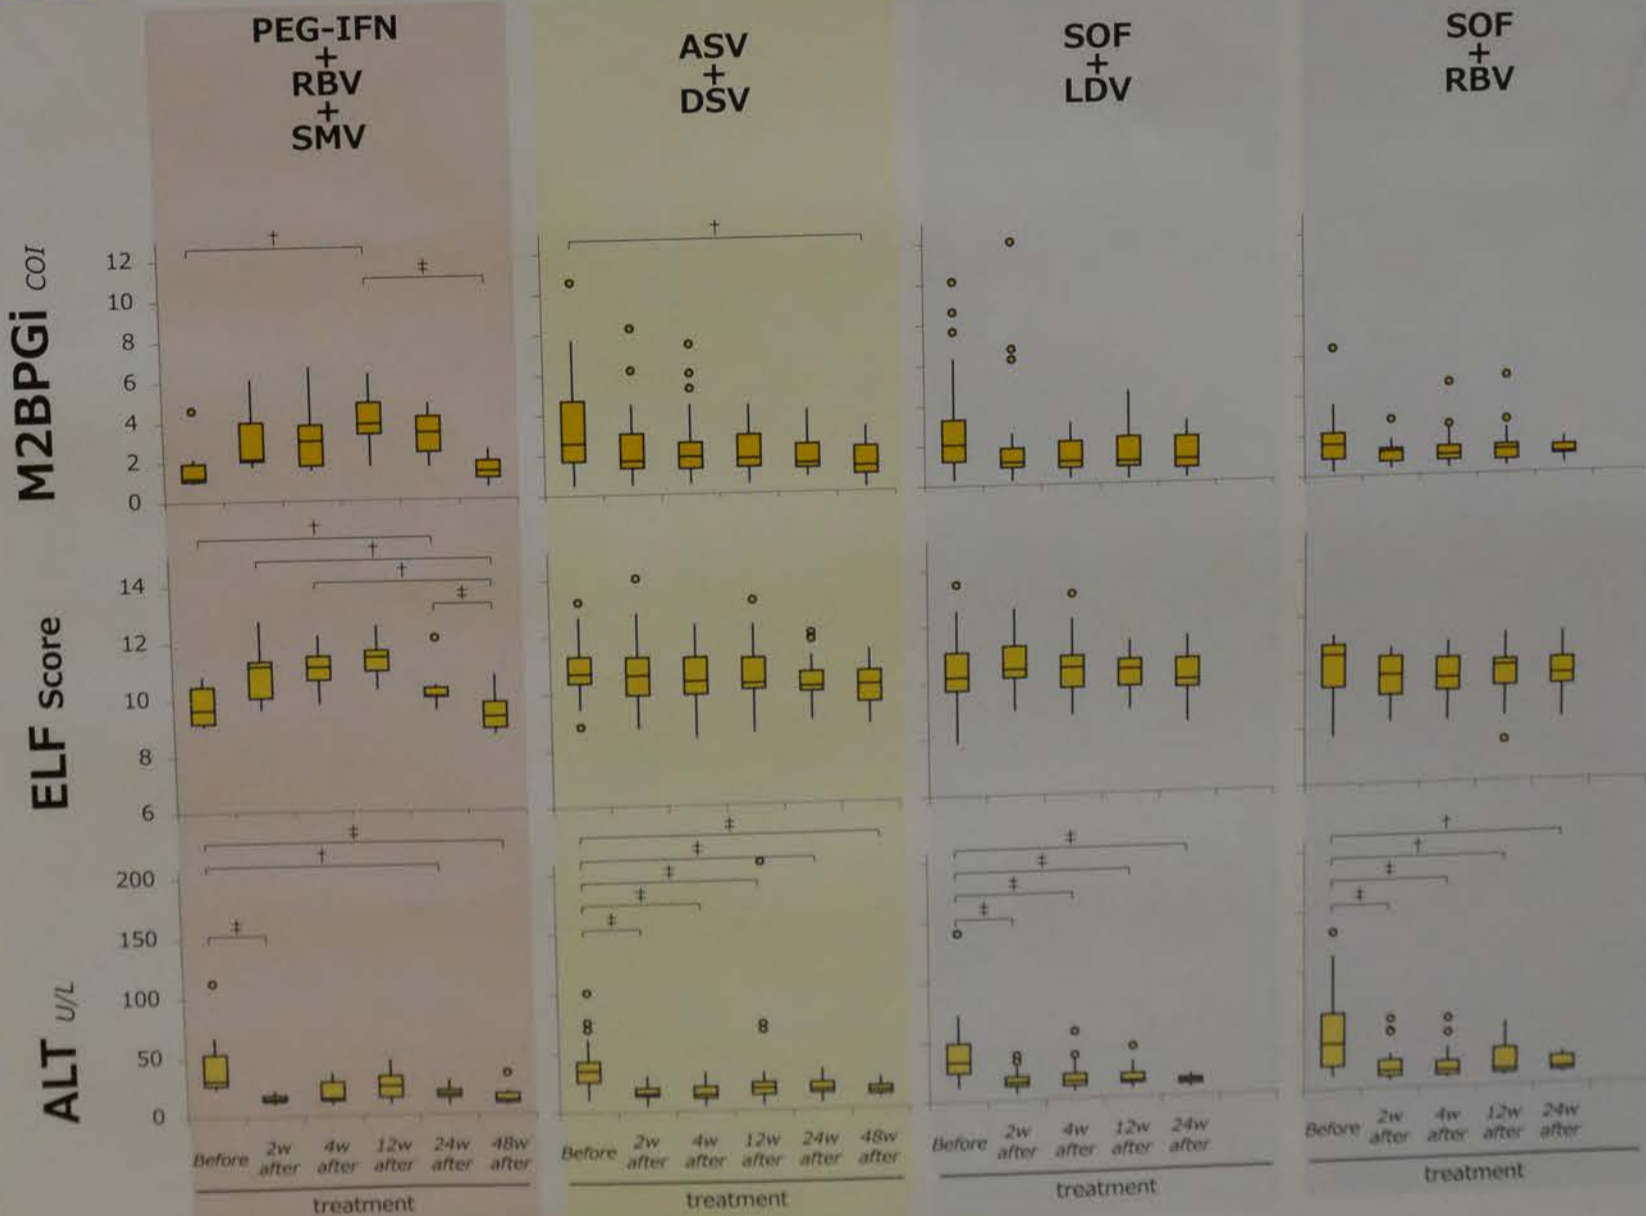 PEG-IFN
+
RBV
+
SMV
ASV
+
DSV
SOF
+
LDV
SOF
+
RBV
M2BPGi COI
12
10
8
6
4
2
0
†
‡
†
ELF Score
14
12
10
8
6
†
†
†
‡
ALT U/L
200
150
100
50
0
‡
†
‡
‡
‡
‡
‡
‡
‡
‡
‡
‡
†
†
‡
‡
Before 2w after 4w after 12w after 24w after 48w after
treatment
Before 2w after 4w after 12w after 24w after 48w after
treatment
Before 2w after 4w after 12w after 24w after
treatment
Before 2w after 4w after 12w after 24w after
treatment